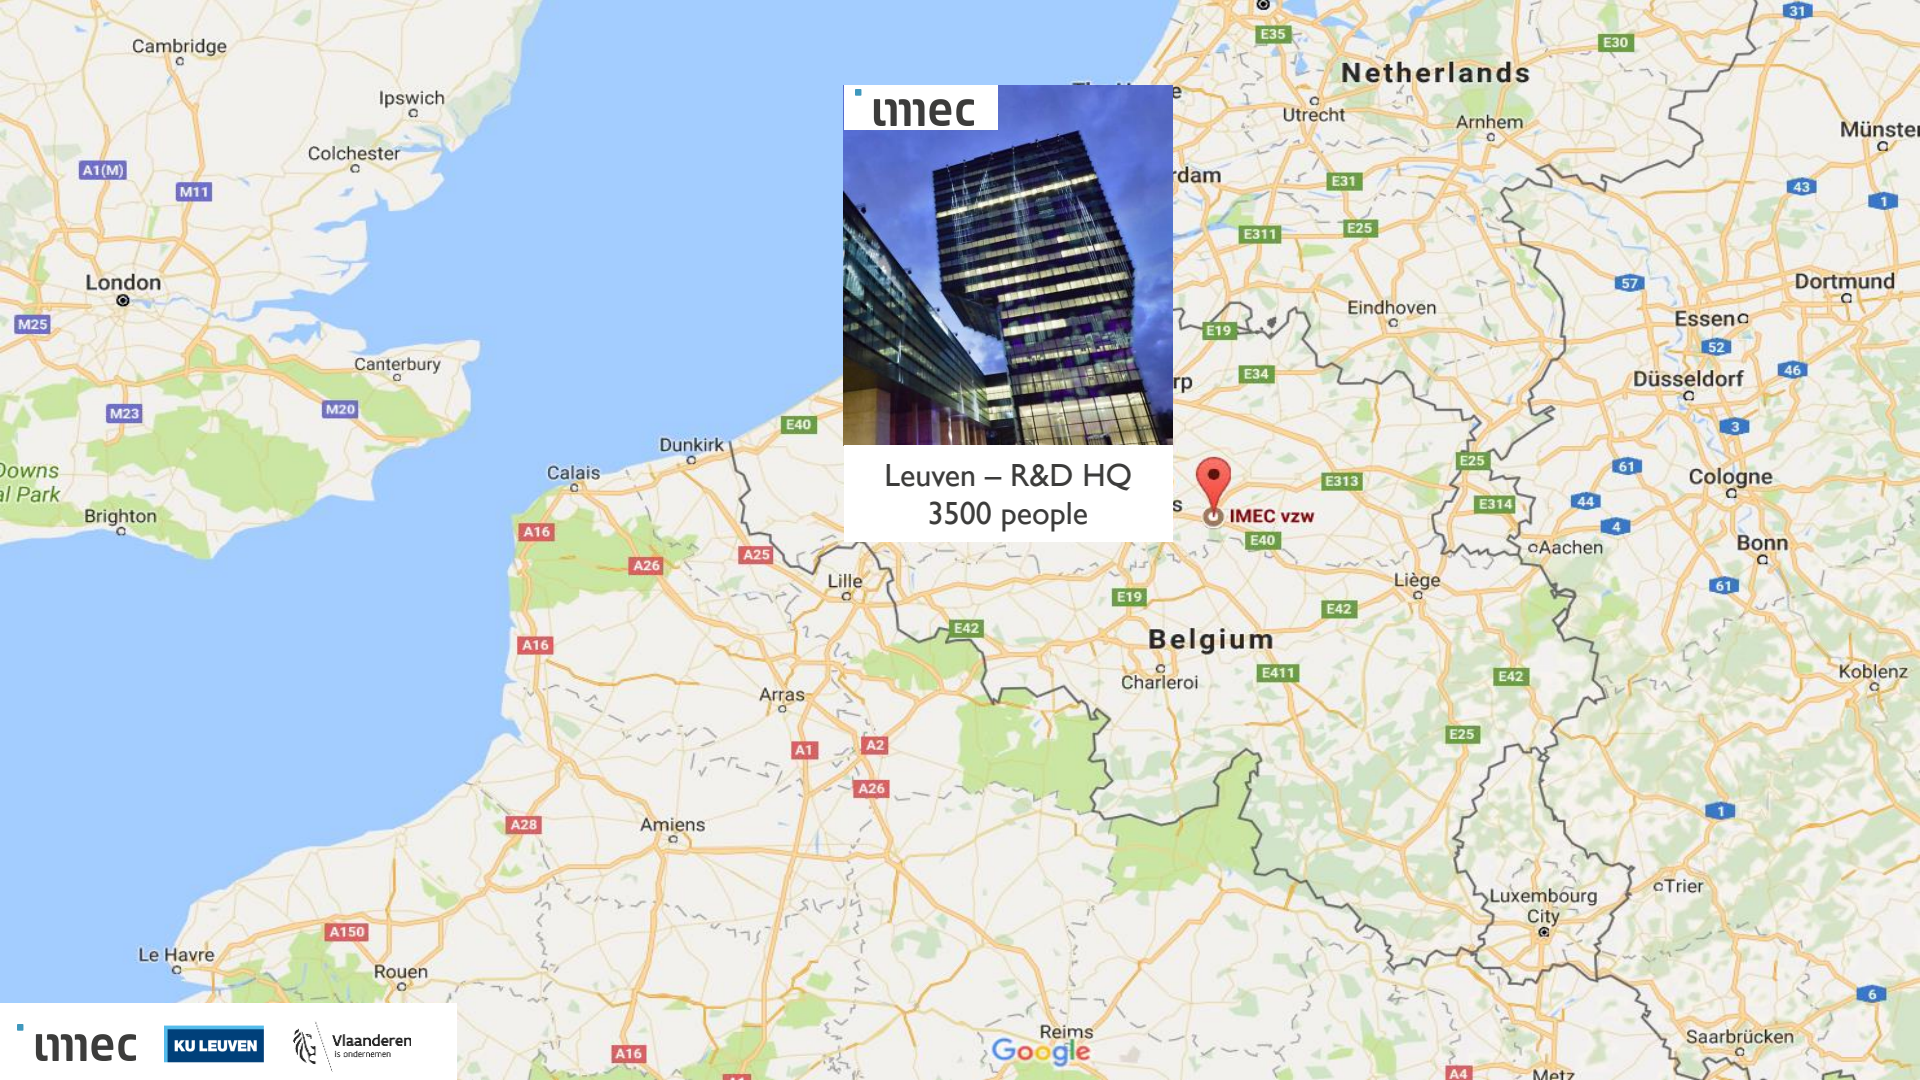 Cambridge
Ipswich
Colchester
A1(M)
M11
London
M25
Canterbury
M23
M20
Downs
al Park
Brighton
Dunkirk
E40
Calais
A16
A26
A25
Lille
A16
Arras
A1
A2
A26
A28
Amiens
Le Havre
A150
Rouen
A16
Reims
Google
imec
Leuven – R&D HQ
3500 people
E35
E30
31
Netherlands
Utrecht
Arnhem
Münster
rdam
E31
43
1
E311
E25
57
Dortmund
Eindhoven
Essen
E19
52
E34
rp
Düsseldorf
46
3
E25
61
Cologne
E313
s
IMEC vzw
E314
44
4
E40
Aachen
Bonn
Liège
61
E19
E42
E42
Belgium
Charleroi
E411
E42
Koblenz
E25
1
Luxembourg
City
Trier
6
Saarbrücken
A4
Metz
imec
KU LEUVEN
Vlaanderen
is ondernemen